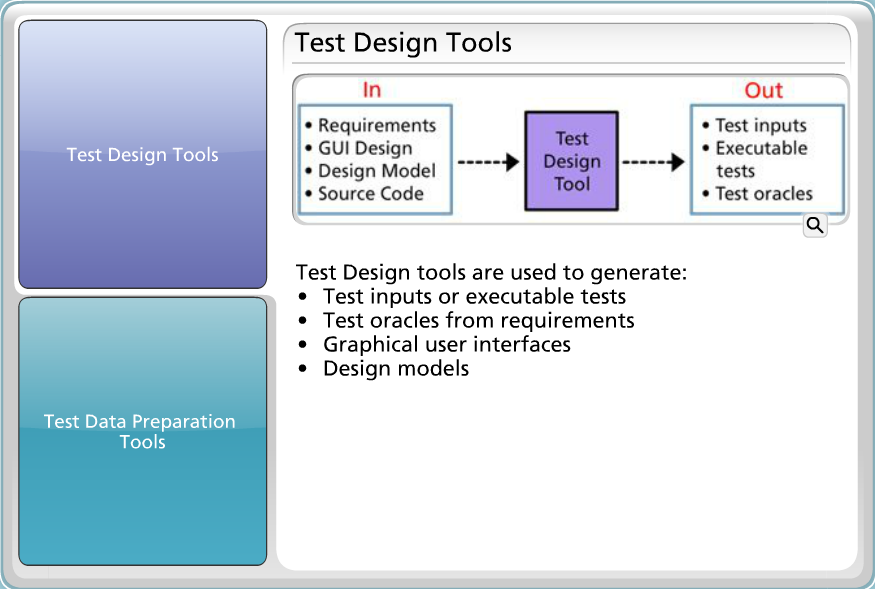 Test Design Tools
Test Data Preparation
Tools
Test Design Tools
In
• Requirements
• GUI Design
• Design Model
• Source Code
Test
Design
Tool
Out
• Test inputs
• Executable
tests
• Test oracles
Test Design tools are used to generate:
• Test inputs or executable tests
• Test oracles from requirements
• Graphical user interfaces
• Design models